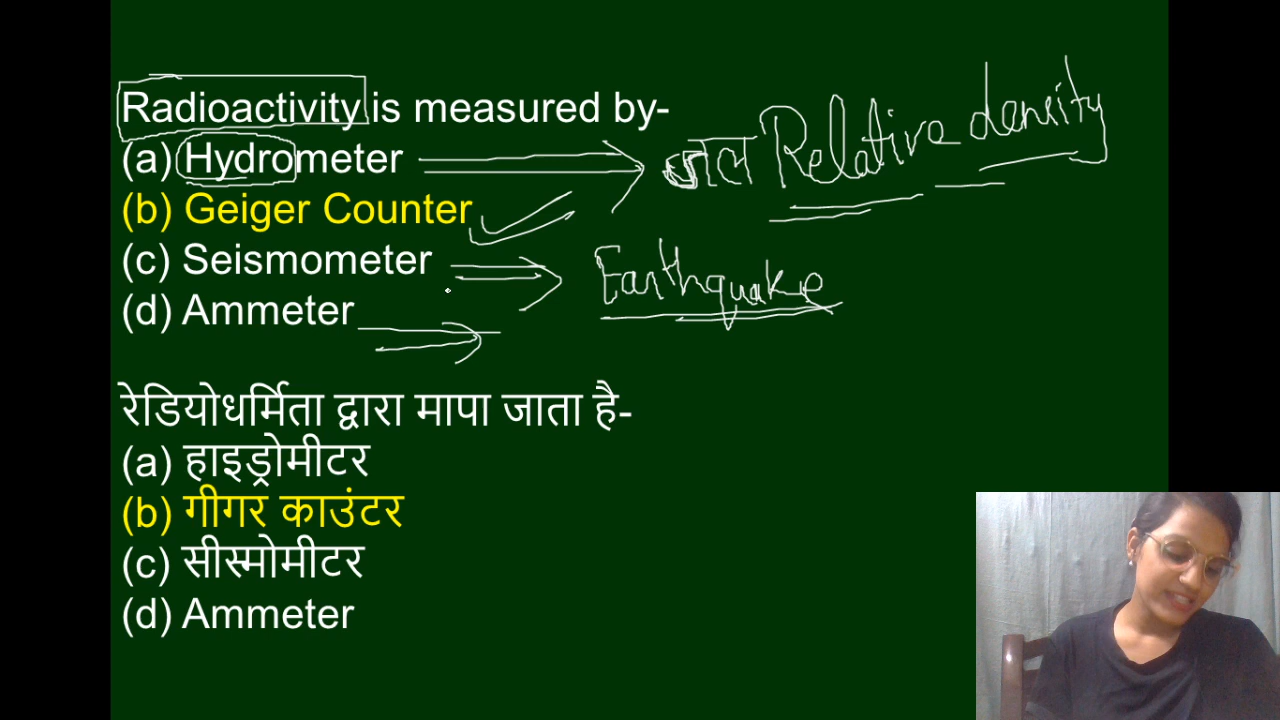 Radioactivity is measured by-
(a) Hydrometer जल Relative density
(b) Geiger Counter
(c) Seismometer Earthquake
(d) Ammeter
रेडियोधर्मिता द्वारा मापा जाता है-
(a) हाइड्रोमीटर
(b) गीगर काउंटर
(c) सीस्मोमीटर
(d) Ammeter